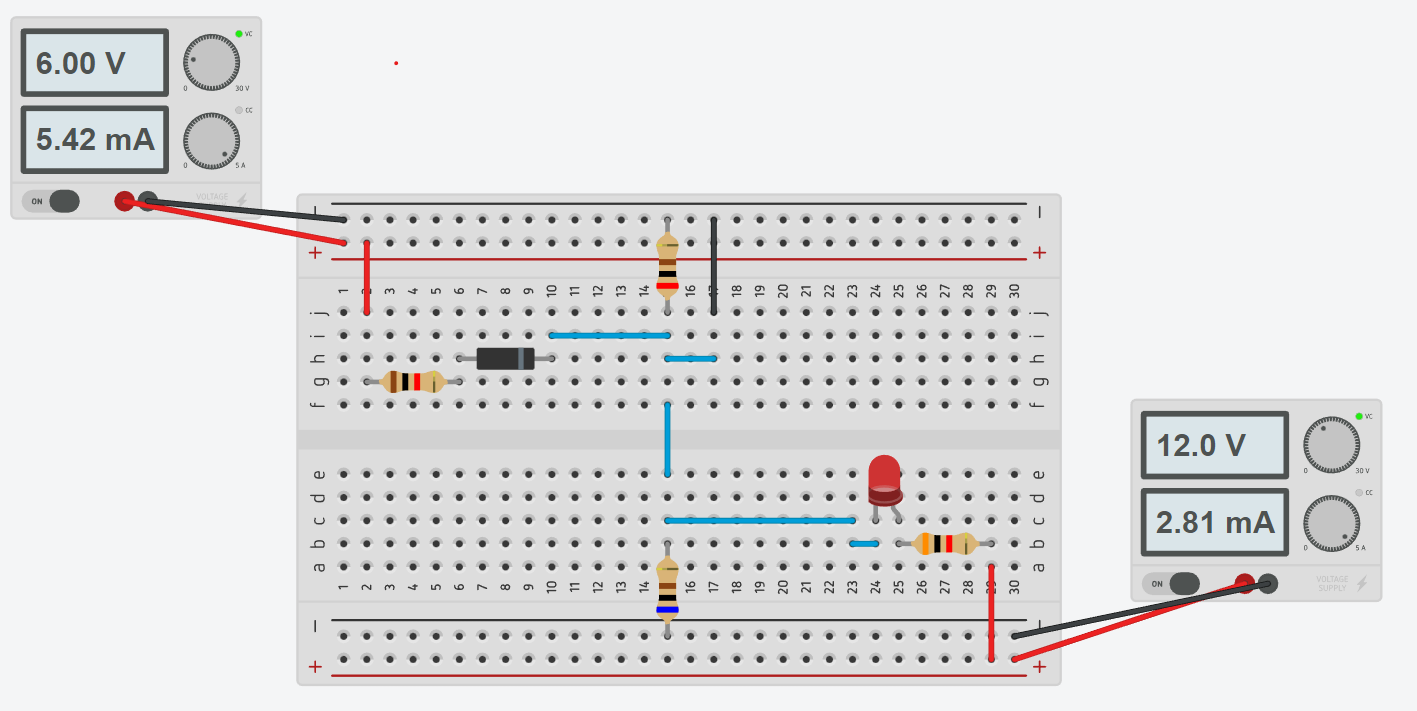 6.00 V
VC
0
30 V
5.42 mA
CC
0
5 A
ON
VOLTAGE
− −
+ +
1 2 3 4 5 6 7 8 9 10 11 12 13 14 16 17 18 19 20 21 22 23 24 25 26 27 28 29 30
j j
i i
h h
g g
f f
e e
d d
c c
b b
a a
1 2 3 4 5 6 7 8 9 10 11 12 13 14 16 17 18 19 20 21 22 23 24 25 26 27 28 29 30
− −
+ +
12.0 V
VC
0
30 V
2.81 mA
CC
0
5 A
ON
VOLTAGE
SUPPLY